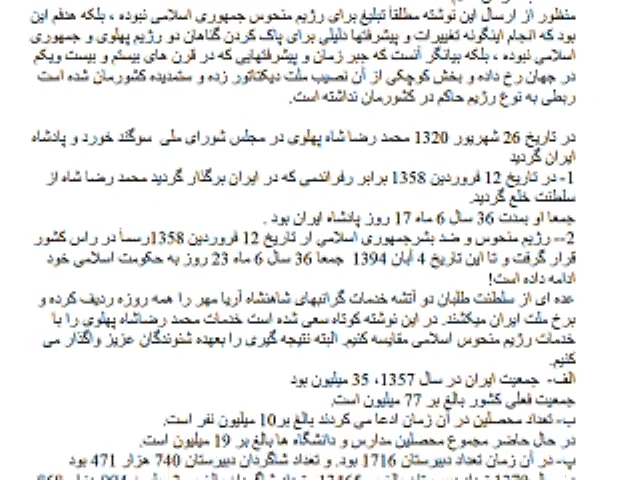 منظور از ارسال این نوشته مطلقاً تبلیغ برای رژیم منحوس جمهوری اسلامی نبوده ، بلکه هدفم این
بود که انجام اینگونه تغییرات و پیشرفتها دلیلی برای پاک کردن گناهان دو رژیم پهلوی و جمهوری
اسلامی نبوده ، بلکه بیانگر آنست که جبر زمان و پیشرفتهایی که در قرن های بیستم و بیست ویکم
در جهان رخ داده و بخش کوچکی از آن نصیب ملت دیکتاتور زده و ستمدیده کشورمان شده است
ربطی به نوع رژیم حاکم در کشورمان نداشته است.
در تاریخ 26 شهریور 1320 محمد رضا شاه پهلوی در مجلس شورای ملی سوگند خورد و پادشاه
ایران گردید
1- در تاریخ 12 فروردین 1358 برابر رفراندمی که در ایران برگذار گردید محمد رضا شاه از
سلطنت خلع گردید.
جمعا او بمدت 36 سال 6 ماه 17 روز پادشاه ایران بود .
2-- رژیم منحوس و ضد بشرجمهوری اسلامی از تاریخ 12 فروردین 1358رسماً در راس کشور
قرار گرفت و تا این تاریخ 4 آبان 1394 جمعا 36 سال 6 ماه 23 روز به حکومت اسلامی خود
ادامه داده است!
عده ای از سلطنت طلبان دو آتشه خدمات گرانبهای شاهنشاه آریا مهر را همه روزه ردیف کرده و
برخ ملت ایران میکشند. در این نوشته کوتاه سعی شده است خدمات محمد رضاشاه پهلوی را با
خدمات رژیم منحوس اسلامی مقایسه کنیم. البته نتیجه گیری را بعهده شنوندگان عزیز واگذار می
کنیم.
الف- جمعیت ایران در سال 1357، 35 میلیون بود
جمعیت فعلی کشور بالغ بر 77 میلیون است.
ب- تعداد محصلین در آن زمان ادعا می کردند بالغ بر10 میلیون نفر است.
در حال حاضر مجموع محصلین مدارس و دانشگاه ها بالغ بر 19 میلیون است.
پ- در آن زمان تعداد دبیرستان 1716 بود. و تعداد شاگردان دبیرستان 740 هزار 471 بود